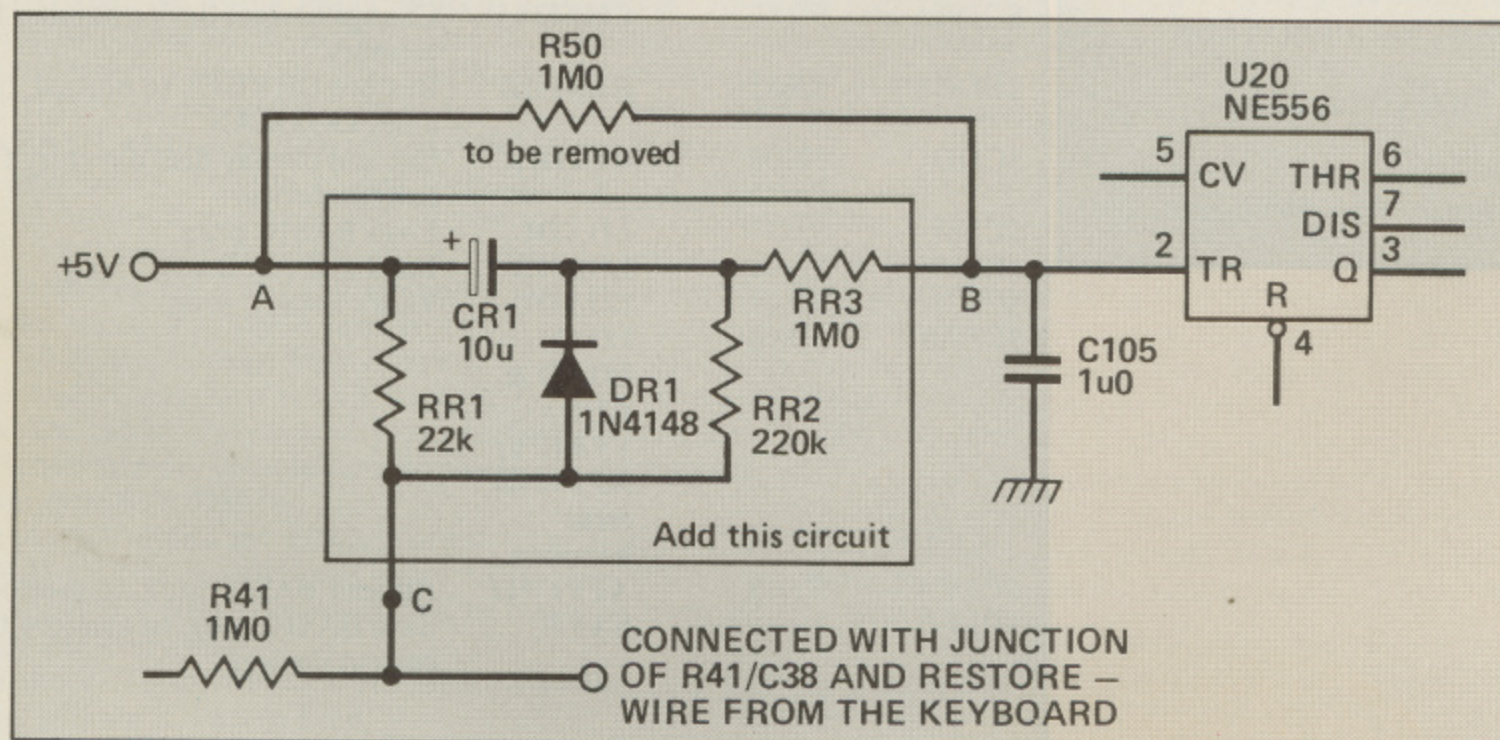 R50
1M0
to be removed
U20
NE556
5
CV
THR
6
DIS
7
2
TR
Q
3
R
4
+5V
A
+
CR1
10u
RR3
1M0
B
C105
1u0
RR1
22k
DR1
1N4148
RR2
220k
Add this circuit
R41
1M0
C
CONNECTED WITH JUNCTION
OF R41/C38 AND RESTORE –
WIRE FROM THE KEYBOARD